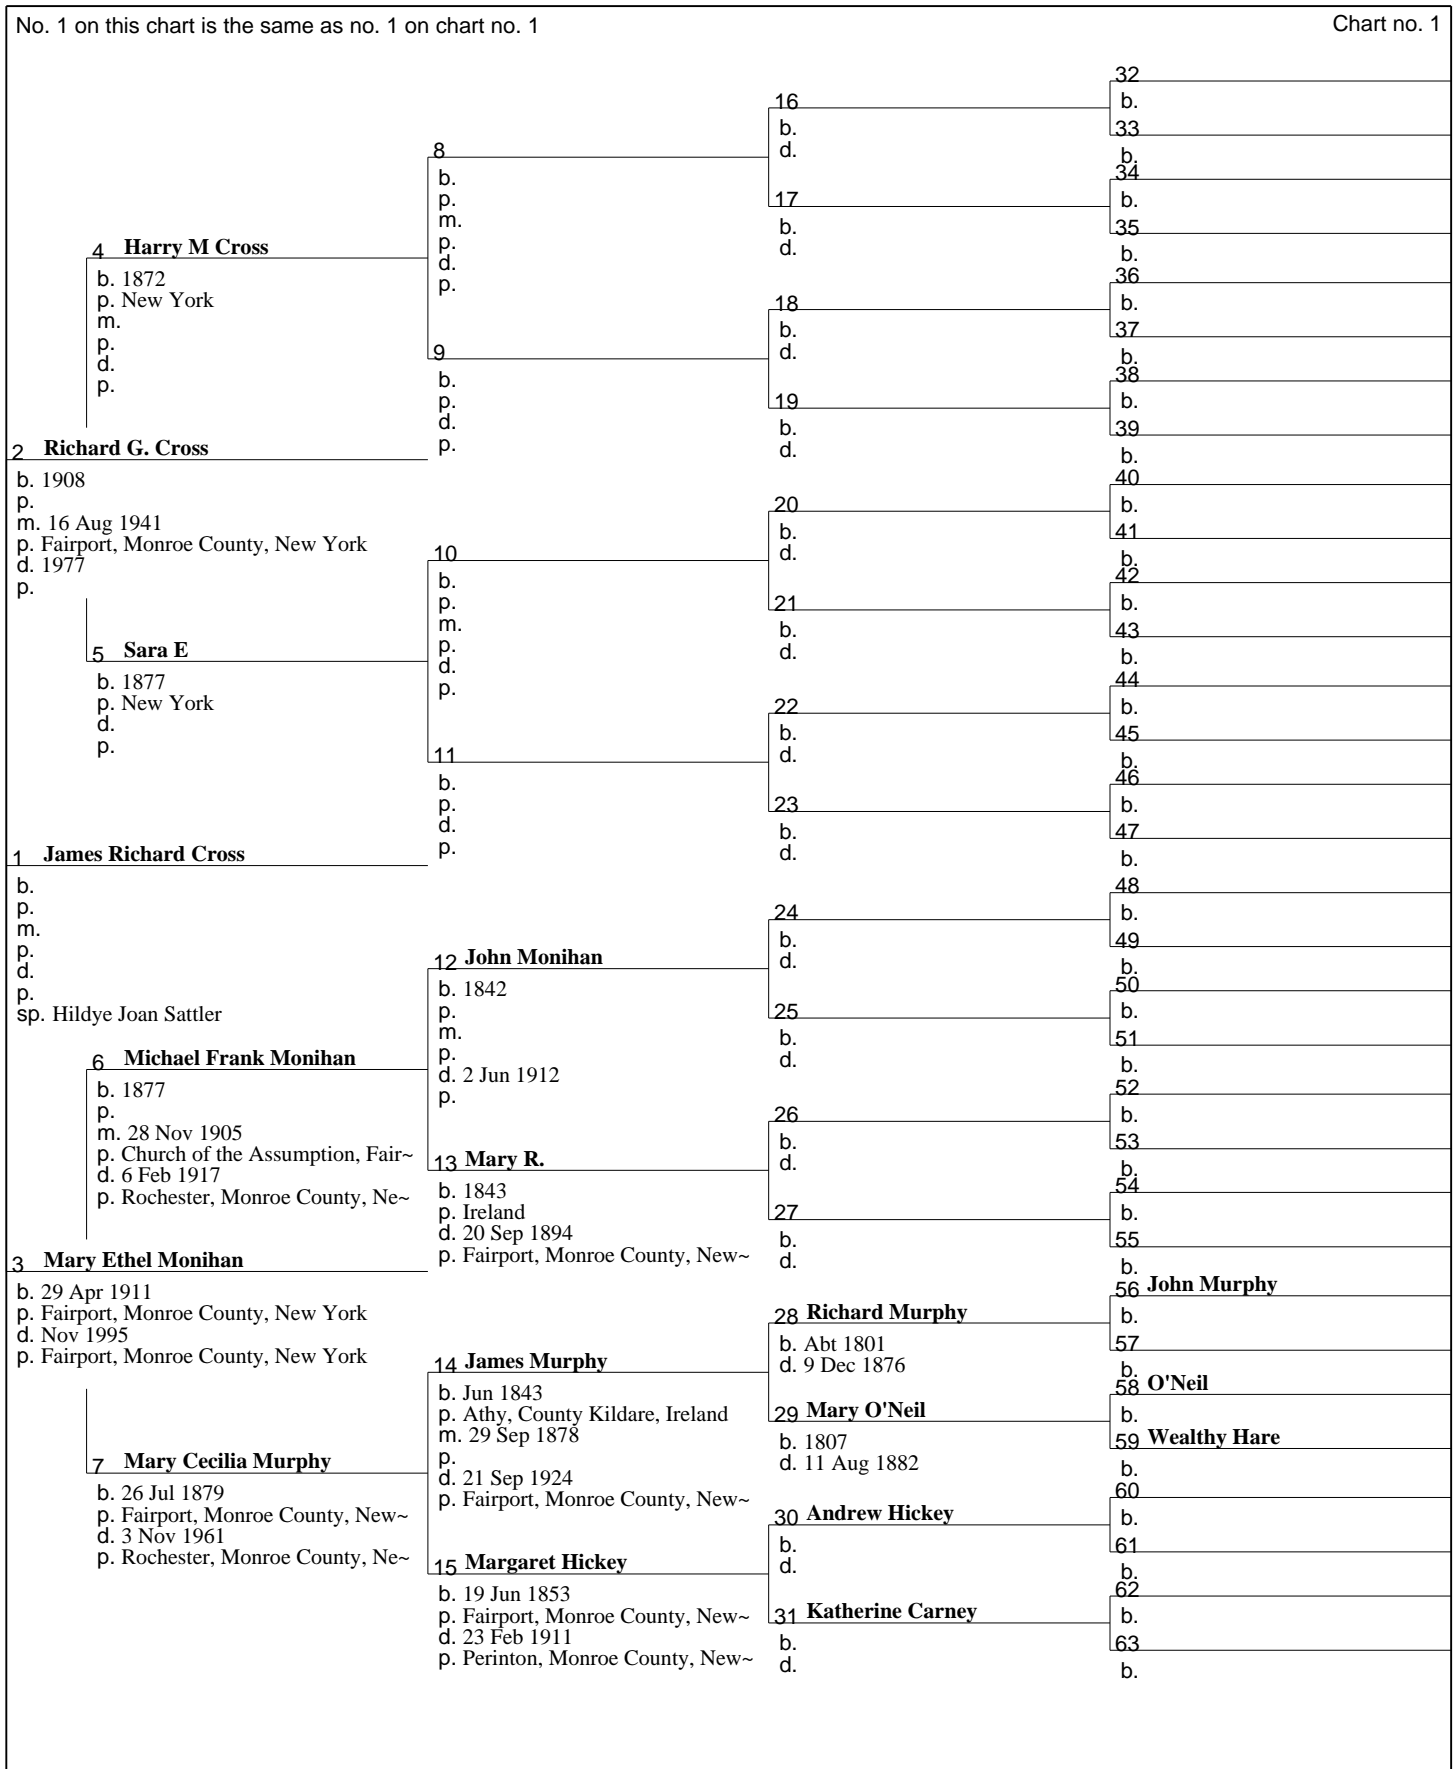 No. 1 on this chart is the same as no. 1 on chart no. 1
Chart no. 1
1 James Richard Cross
b.
p.
m.
p.
d.
p.
sp. Hildye Joan Sattler
2 Richard G. Cross
b. 1908
p.
m. 16 Aug 1941
p. Fairport, Monroe County, New York
d. 1977
p.
3 Mary Ethel Monihan
b. 29 Apr 1911
p. Fairport, Monroe County, New York
d. Nov 1995
p. Fairport, Monroe County, New York
4 Harry M Cross
b. 1872
p. New York
m.
p.
d.
p.
5 Sara E
b. 1877
p. New York
d.
p.
6 Michael Frank Monihan
b. 1877
p.
m. 28 Nov 1905
p. Church of the Assumption, Fair~
d. 6 Feb 1917
p. Rochester, Monroe County, Ne~
7 Mary Cecilia Murphy
b. 26 Jul 1879
p. Fairport, Monroe County, New~
d. 3 Nov 1961
p. Rochester, Monroe County, Ne~
8
b.
p.
m.
p.
d.
p.
9
b.
p.
d.
p.
10
b.
p.
m.
p.
d.
p.
11
b.
p.
d.
p.
12 John Monihan
b. 1842
p.
m.
p.
d. 2 Jun 1912
p.
13 Mary R.
b. 1843
p. Ireland
d. 20 Sep 1894
p. Fairport, Monroe County, New~
14 James Murphy
b. Jun 1843
p. Athy, County Kildare, Ireland
m. 29 Sep 1878
p.
d. 21 Sep 1924
p. Fairport, Monroe County, New~
15 Margaret Hickey
b. 19 Jun 1853
p. Fairport, Monroe County, New~
d. 23 Feb 1911
p. Perinton, Monroe County, New~
16
b.
d.
17
b.
d.
18
b.
d.
19
b.
d.
20
b.
d.
21
b.
d.
22
b.
d.
23
b.
d.
24
b.
d.
25
b.
d.
26
b.
d.
27
b.
d.
28 Richard Murphy
b. Abt 1801
d. 9 Dec 1876
29 Mary O'Neil
b. 1807
d. 11 Aug 1882
30 Andrew Hickey
b.
d.
31 Katherine Carney
b.
d.
32
b.
33
b.
34
b.
35
b.
36
b.
37
b.
38
b.
39
b.
40
b.
41
b.
42
b.
43
b.
44
b.
45
b.
46
b.
47
b.
48
b.
49
b.
50
b.
51
b.
52
b.
53
b.
54
b.
55
b.
56 John Murphy
b.
57
b.
58 O'Neil
b.
59 Wealthy Hare
b.
60
b.
61
b.
62
b.
63
b.